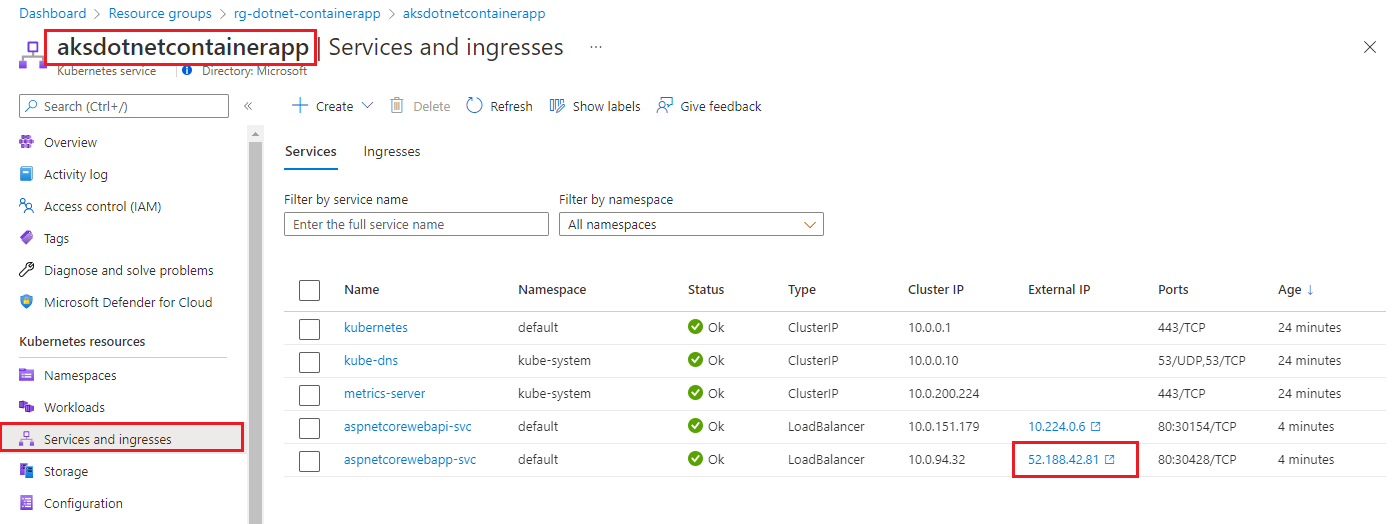 Dashboard > Resource groups > rg-dotnet-containerapp > aksdotnetcontainerapp
aksdotnetcontainerapp | Services and ingresses ...
Kubernetes service | Directory: Microsoft
Search (Ctrl+/) «
Overview
Activity log
Access control (IAM)
Tags
Diagnose and solve problems
Microsoft Defender for Cloud
Kubernetes resources
Namespaces
Workloads
Services and ingresses
Storage
Configuration
Create Delete Refresh Show labels Give feedback
Services Ingresses
Filter by service name Filter by namespace
Enter the full service name All namespaces
Name Namespace Status Type Cluster IP External IP Ports Age ↓
kubernetes default Ok ClusterIP 10.0.0.1 443/TCP 24 minutes
kube-dns kube-system Ok ClusterIP 10.0.0.10 53/UDP,53/TCP 24 minutes
metrics-server kube-system Ok ClusterIP 10.0.200.224 443/TCP 24 minutes
aspnetcorewebapi-svc default Ok LoadBalancer 10.0.151.179 10.224.0.6 80:30154/TCP 4 minutes
aspnetcorewebapp-svc default Ok LoadBalancer 10.0.94.32 52.188.42.81 80:30428/TCP 4 minutes